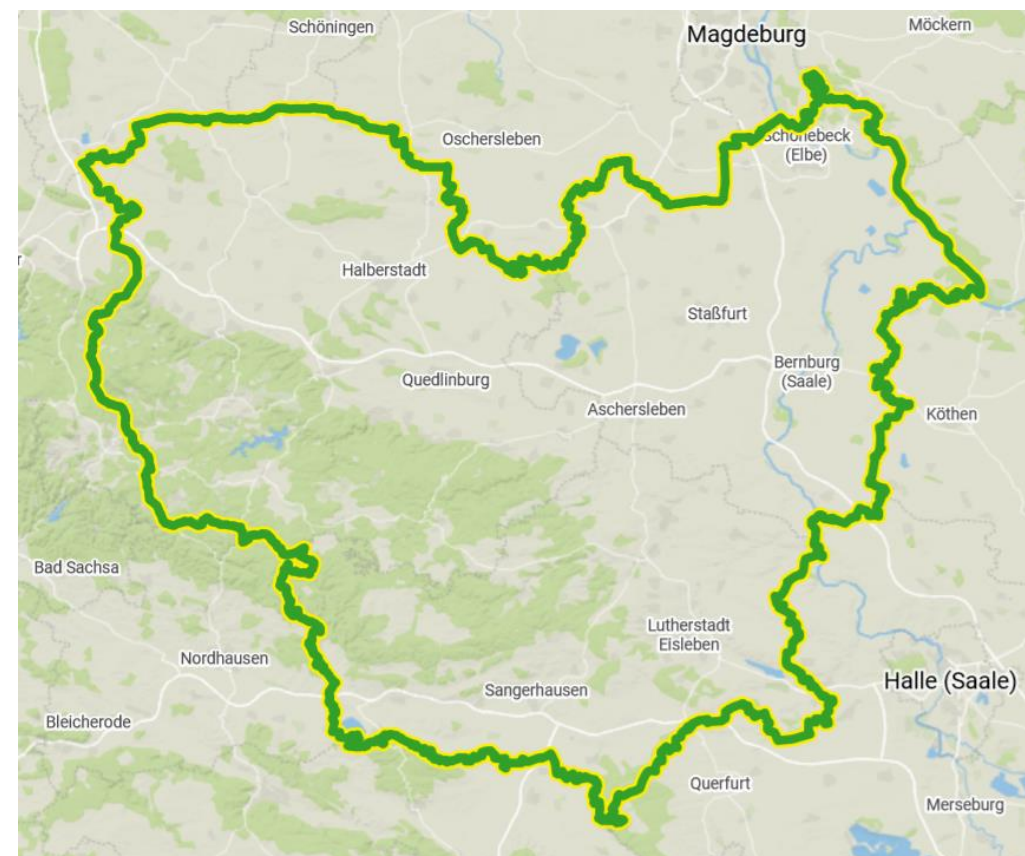 Schöningen
Magdeburg
Möckern
Oschersleben
Schönebeck
(Elbe)
Halberstadt
r
Staßfurt
Quedlinburg
Bernburg
(Saale)
Aschersleben
Köthen
Bad Sachsa
Lutherstadt
Eisleben
Nordhausen
Sangerhausen
Halle (Saale)
Bleicherode
Querfurt
Merseburg